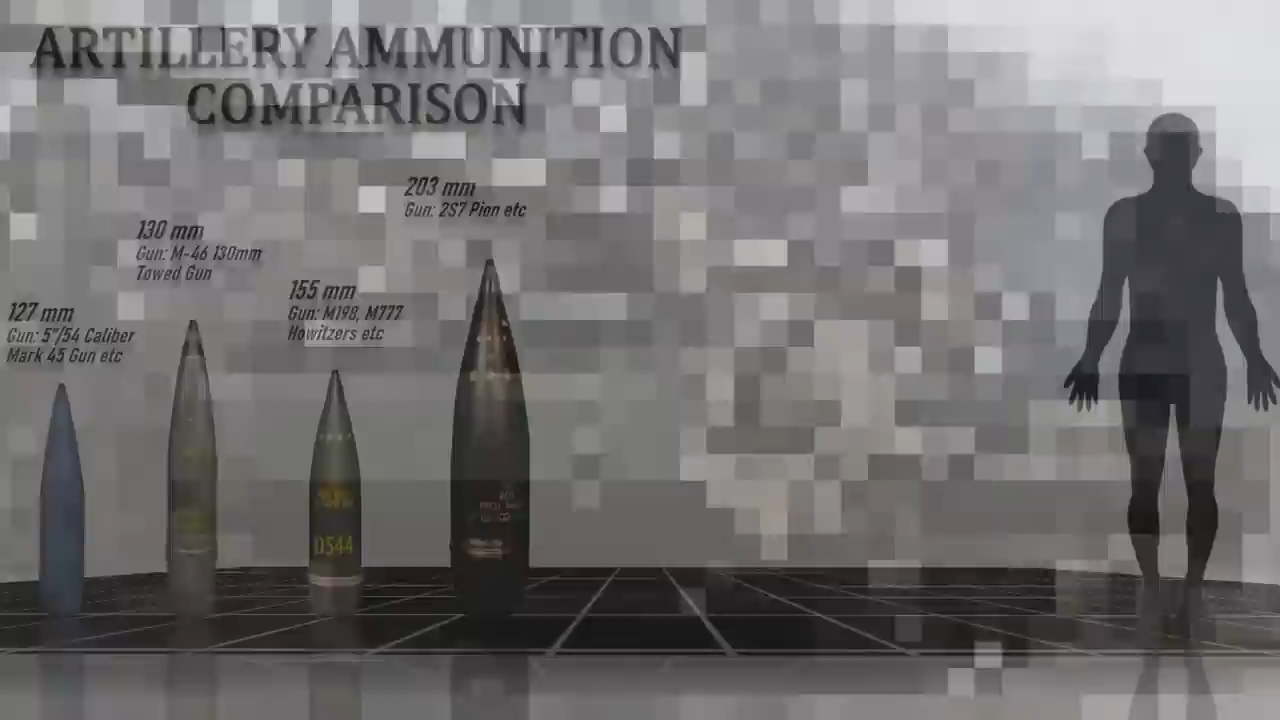 ARTILLERY AMMUNITION
COMPARISON
203 mm
Gun: 2S7 Pion etc
130 mm
Gun: M-46 130mm
Towed Gun
155 mm
Gun: M198, M777
Howitzers etc
127 mm
Gun: 5"/54 Caliber
Mark 45 Gun etc
D544